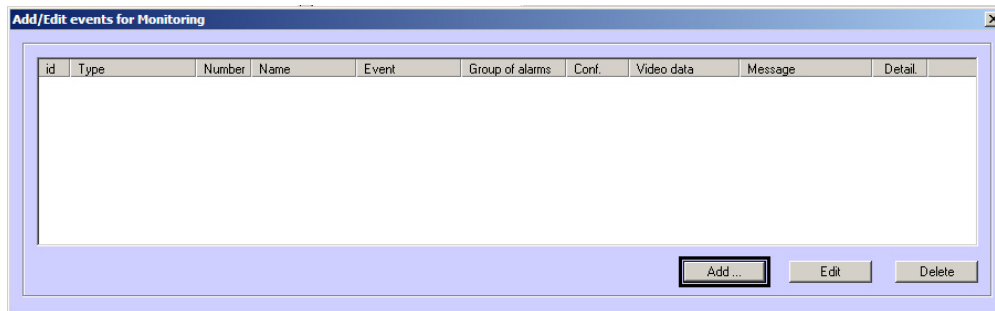 Add/Edit events for Monitoring
id Type Number Name Event Group of alarms Conf. Video data Message Detail.
Add ... Edit Delete